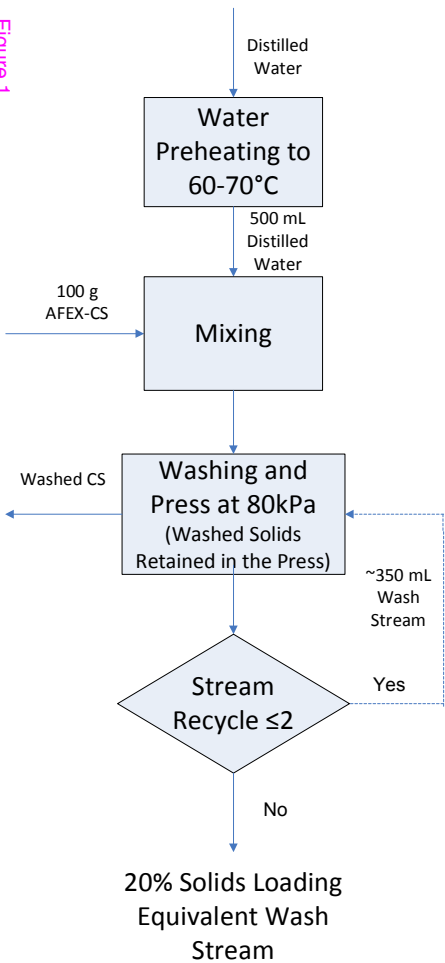 Figure 1
Distilled
Water
Water
Preheating to
60-70°C
500 mL
Distilled
Water
100 g
AFEX-CS
Mixing
Washed CS
Washing and
Press at 80kPa
(Washed Solids
Retained in the Press)
~350 mL
Wash
Stream
Stream
Recycle ≤2
Yes
No
20% Solids Loading
Equivalent Wash
Stream